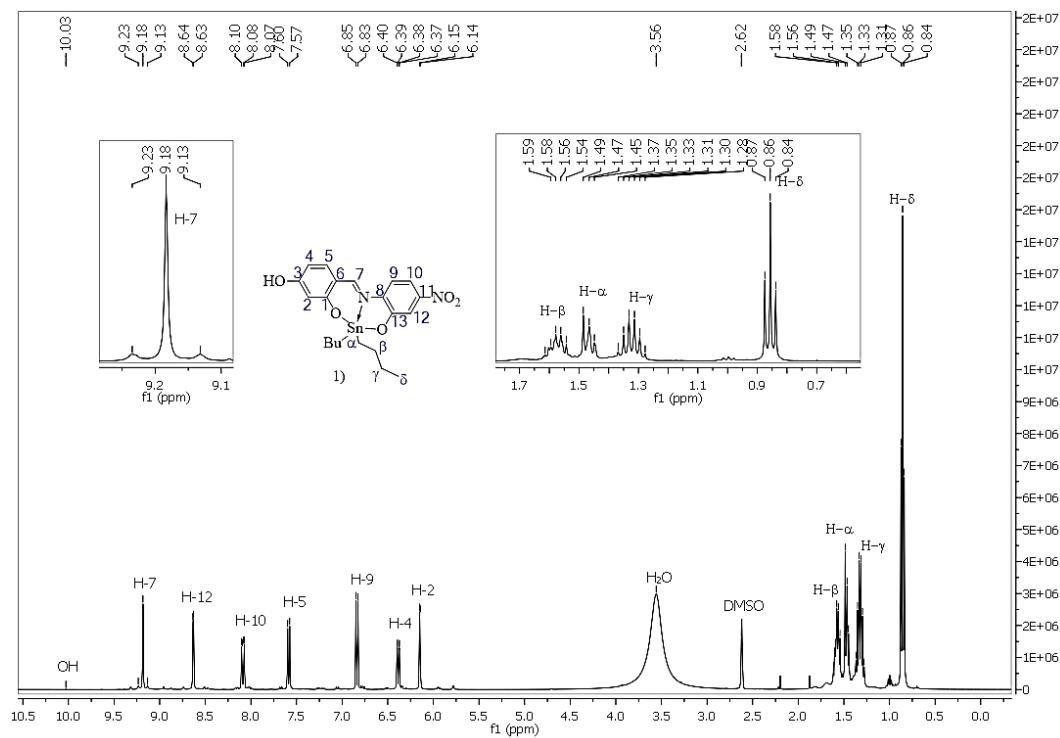 10.03 9.23 9.18 9.13 8.64 8.63 8.10 8.08 8.07 7.60 7.57 6.85 6.83 6.40 6.39 6.38 6.37 6.15 6.14 3.56 2.62 1.58 1.56 1.49 1.47 1.35 1.33 1.31 0.87 0.86 0.84
2E+07
2E+07
2E+07
2E+07
2E+07
2E+07
2E+07
1E+07
1E+07
1E+07
1E+07
1E+07
9E+06
8E+06
7E+06
6E+06
5E+06
4E+06
3E+06
2E+06
1E+06
0
9.23 9.18 9.13
H-7
9.2 9.1
f1 (ppm)
1.59 1.58 1.56 1.54 1.49 1.47 1.45 1.37 1.35 1.33 1.31 1.30 1.28 0.87 0.86 0.84
H-δ
H-β H-α H-γ
1.7 1.5 1.3 1.1 0.9 0.7
f1 (ppm)
H-δ
4 5 7 9 10
HO 3 6 8 11 NO₂
2 1 N 13 12
O Sn O
Bu α β
γ δ
1)
H-α
H-γ
H-β
OH H-7 H-12 H-10 H-5 H-9 H-4 H-2 H₂O DMSO
10.5 10.0 9.5 9.0 8.5 8.0 7.5 7.0 6.5 6.0 5.5 5.0 4.5 4.0 3.5 3.0 2.5 2.0 1.5 1.0 0.5 0.0
f1 (ppm)